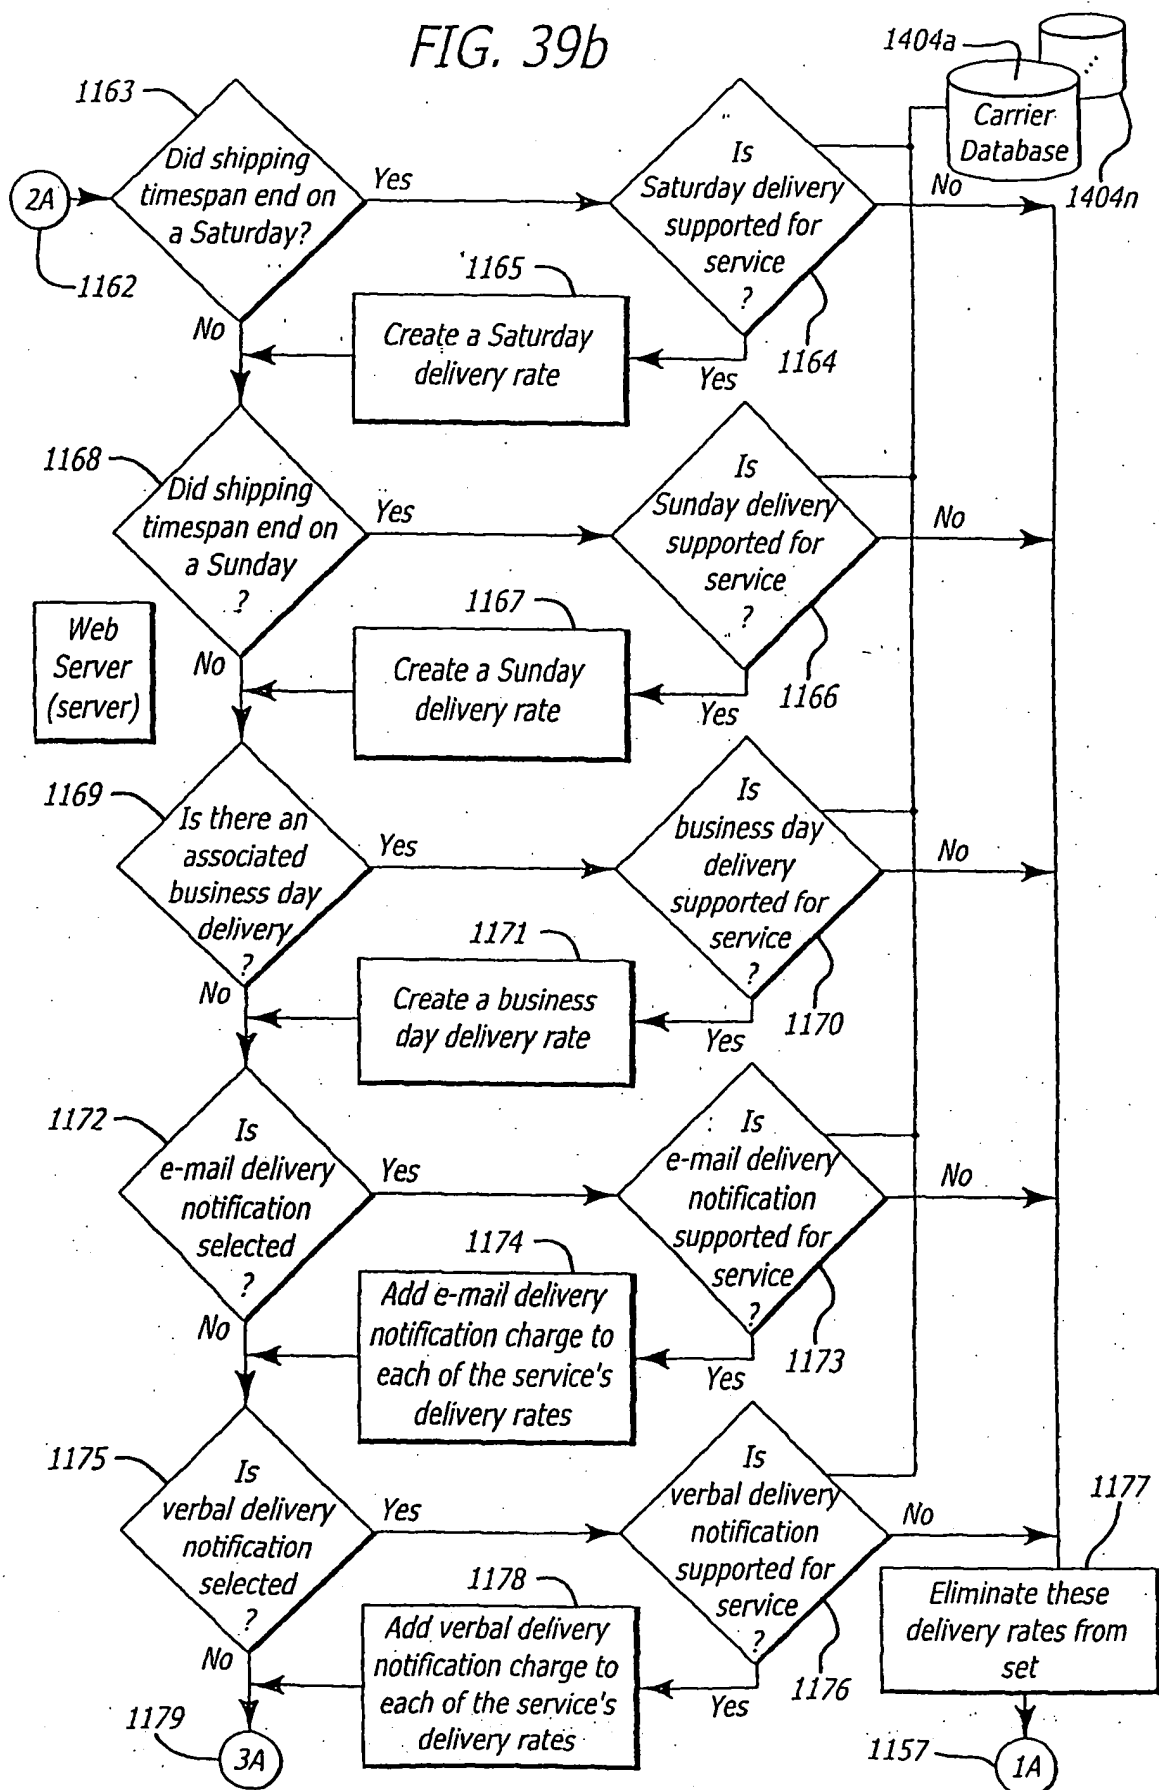 FIG. 39b
1404a
Carrier
Database
1404n
1163
Did shipping
timespan end on
a Saturday?
2A
1162
Yes
Is
Saturday delivery
supported for
service
?
No
1164
1165
Create a Saturday
delivery rate
Yes
No
1168
Did shipping
timespan end on
a Sunday
?
Yes
Is
Sunday delivery
supported for
service
?
No
1166
1167
Create a Sunday
delivery rate
Yes
No
Web
Server
(server)
1169
Is there an
associated
business day
delivery
?
Yes
Is
business day
delivery
supported for
service
?
No
1170
1171
Create a business
day delivery rate
Yes
No
1172
Is
e-mail delivery
notification
selected
?
Yes
Is
e-mail delivery
notification
supported for
service
?
No
1173
1174
Add e-mail delivery
notification charge to
each of the service's
delivery rates
Yes
No
1175
Is
verbal delivery
notification
selected
?
Yes
Is
verbal delivery
notification
supported for
service
?
No
1176
1177
Eliminate these
delivery rates from
set
1178
Add verbal delivery
notification charge to
each of the service's
delivery rates
Yes
No
1179
3A
1157
1A